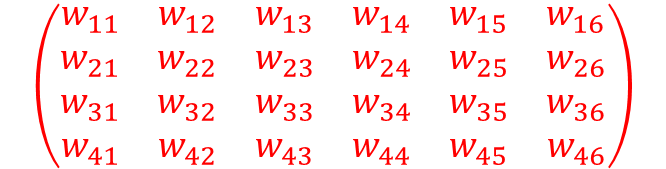 w₁₁ w₁₂ w₁₃ w₁₄ w₁₅ w₁₆
w₂₁ w₂₂ w₂₃ w₂₄ w₂₅ w₂₆
w₃₁ w₃₂ w₃₃ w₃₄ w₃₅ w₃₆
w₄₁ w₄₂ w₄₃ w₄₄ w₄₅ w₄₆